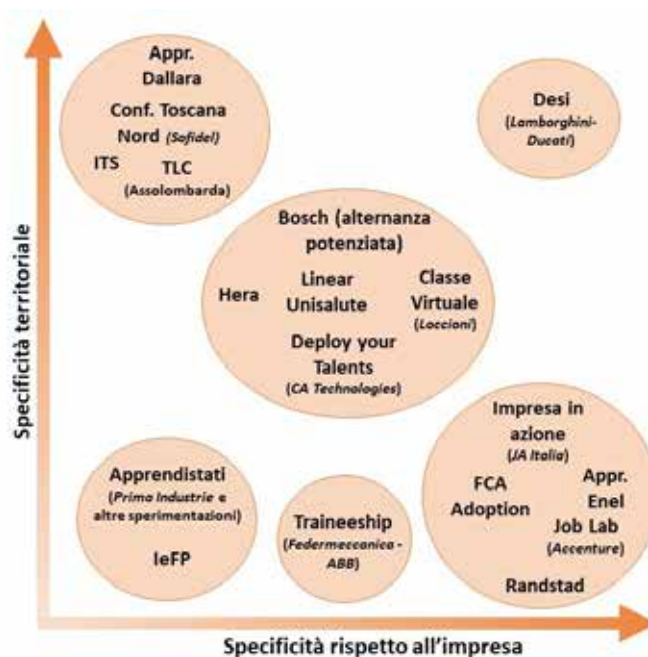 Appr.
Dallara
Conf. Toscana
Nord (Sofidel)
ITS TLC
(Assolombarda)
Desi
(Lamborghini-
Ducati)
Bosch (alternanza
potenziata)
Hera
Linear
Unisalute
Classe
Virtuale
(Loccioni)
Deploy your
Talents
(CA Technologies)
Impresa in
azione
(JA Italia)
FCA
Adoption
Appr.
Enel
Job Lab
(Accenture)
Randstad
Apprendistati
(Prima Industrie e
altre sperimentazioni)
IeFP
Traineeship
(Federmeccanica -
ABB)
Specificità territoriale
Specificità rispetto all'impresa